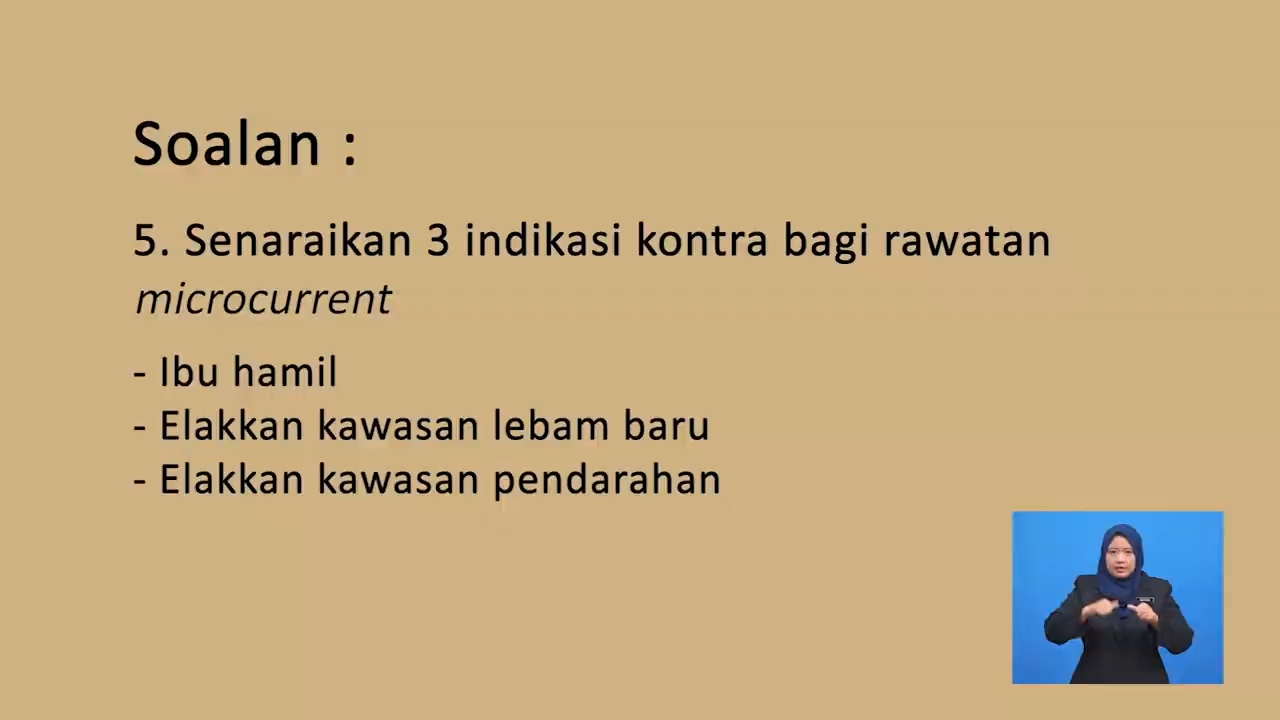 Soalan :
5. Senaraikan 3 indikasi kontra bagi rawatan
microcurrent
- Ibu hamil
- Elakkan kawasan lebam baru
- Elakkan kawasan pendarahan